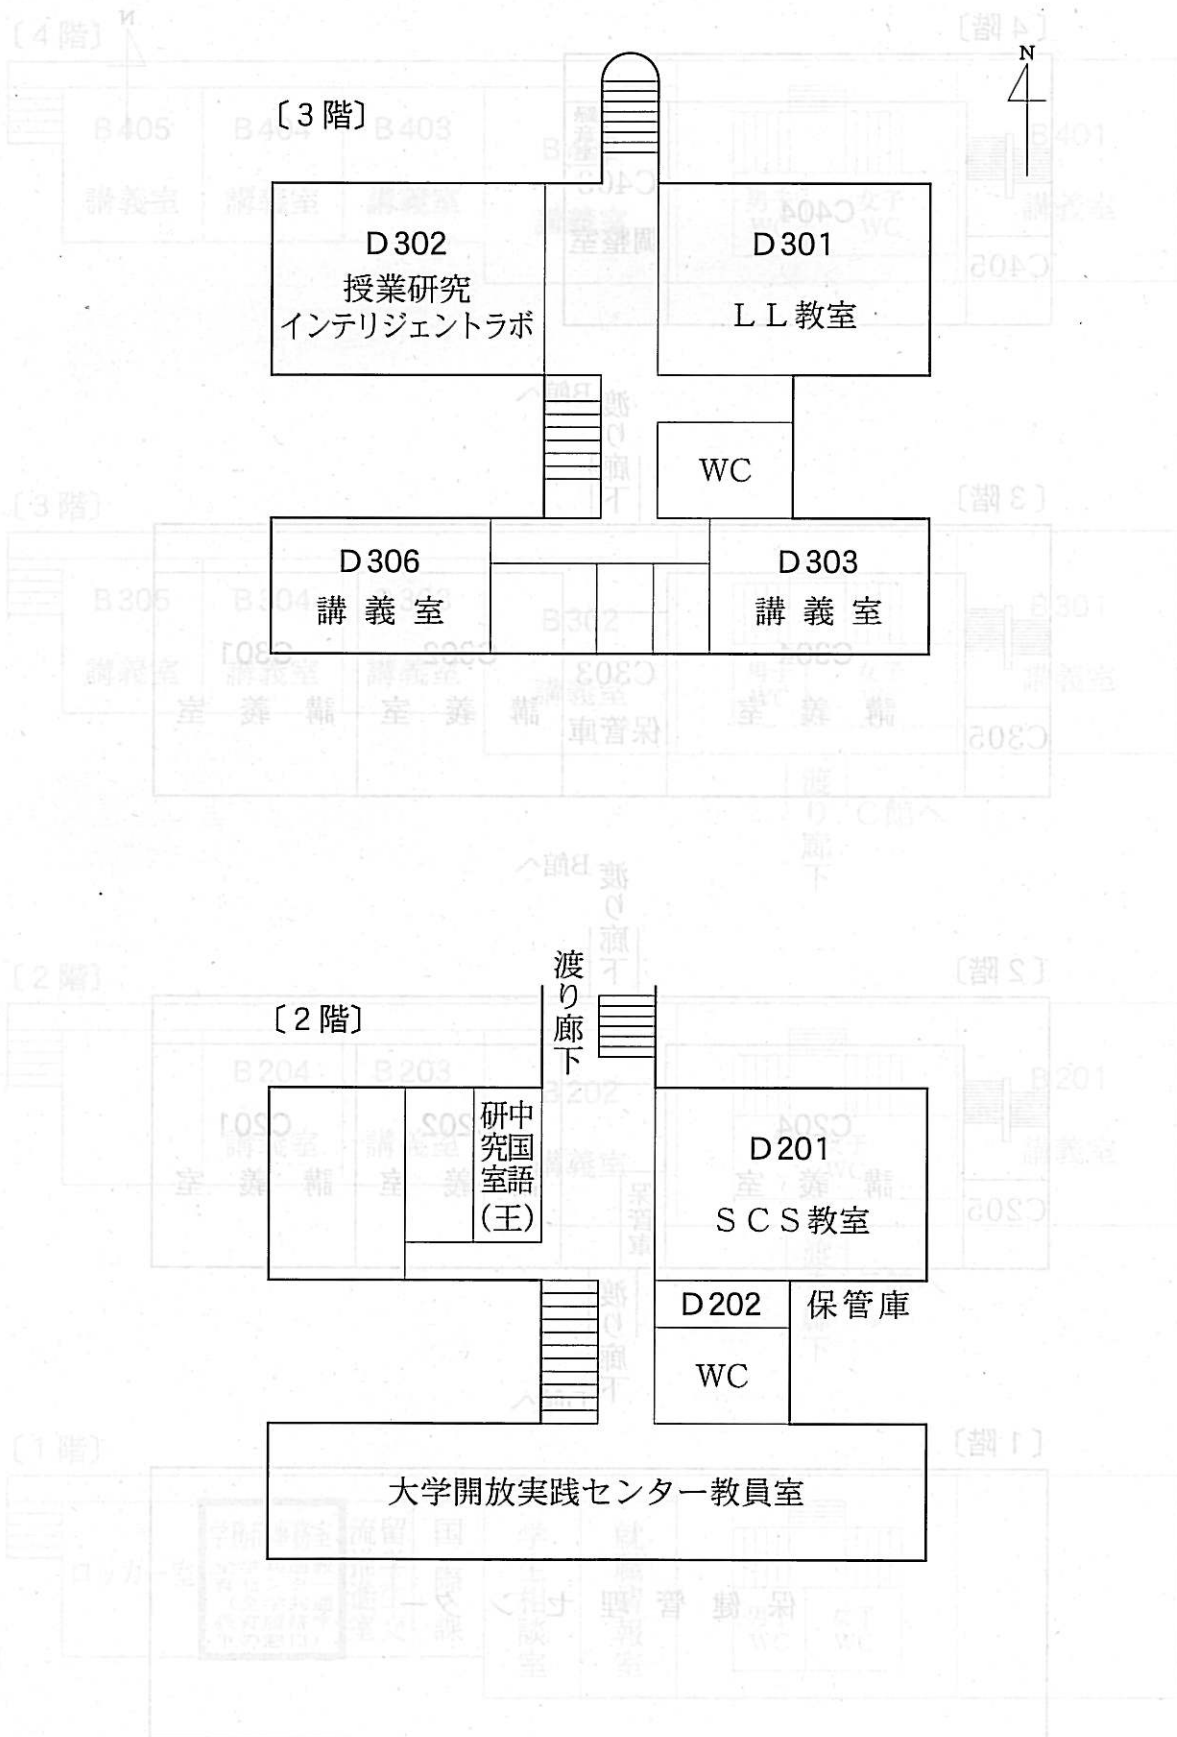 N
〔3階〕
D302
授業研究
インテリジェントラボ
D301
LL教室
WC
D306
講義室
D303
講義室
渡り廊下
〔2階〕
中国語
研究室
(王)
D201
SCS教室
D202
保管庫
WC
大学開放実践センター教員室